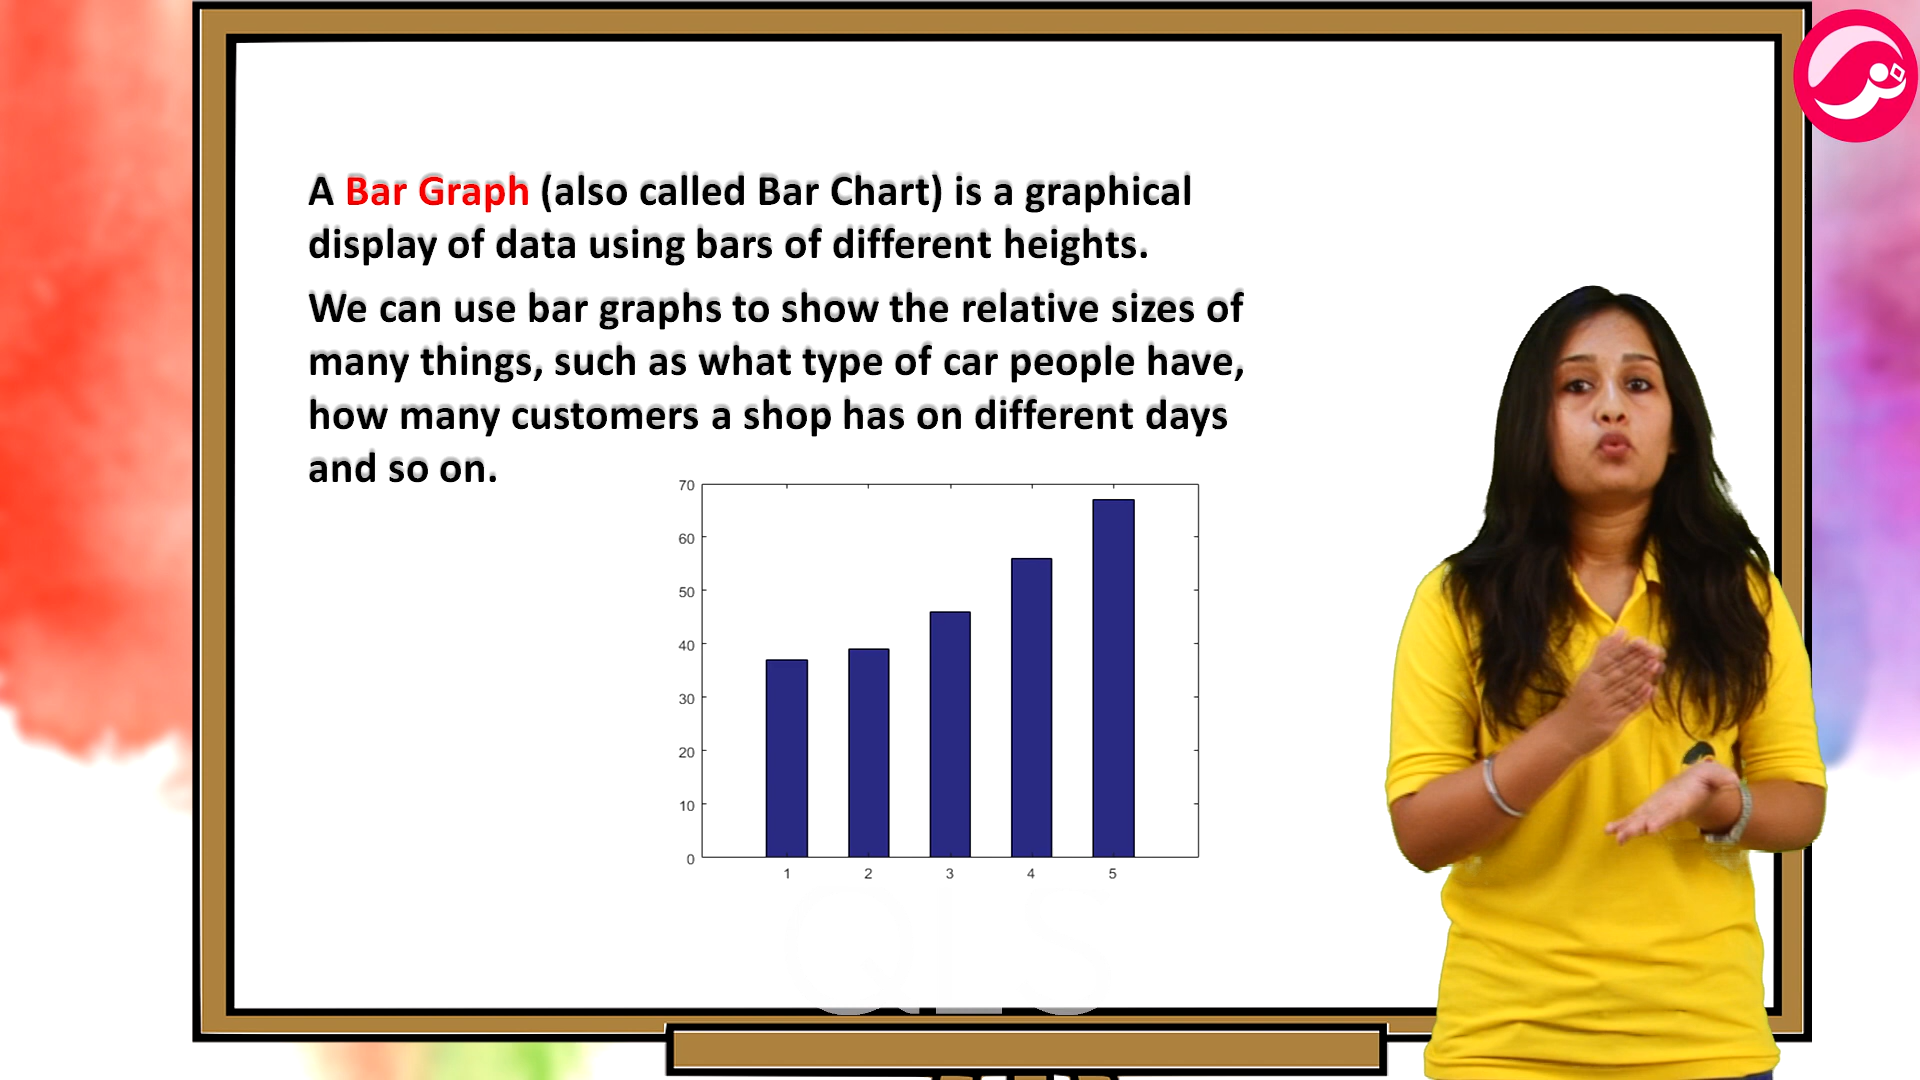 A Bar Graph (also called Bar Chart) is a graphical
display of data using bars of different heights.
We can use bar graphs to show the relative sizes of
many things, such as what type of car people have,
how many customers a shop has on different days
and so on.
70
60
50
40
30
20
10
0
1 2 3 4 5